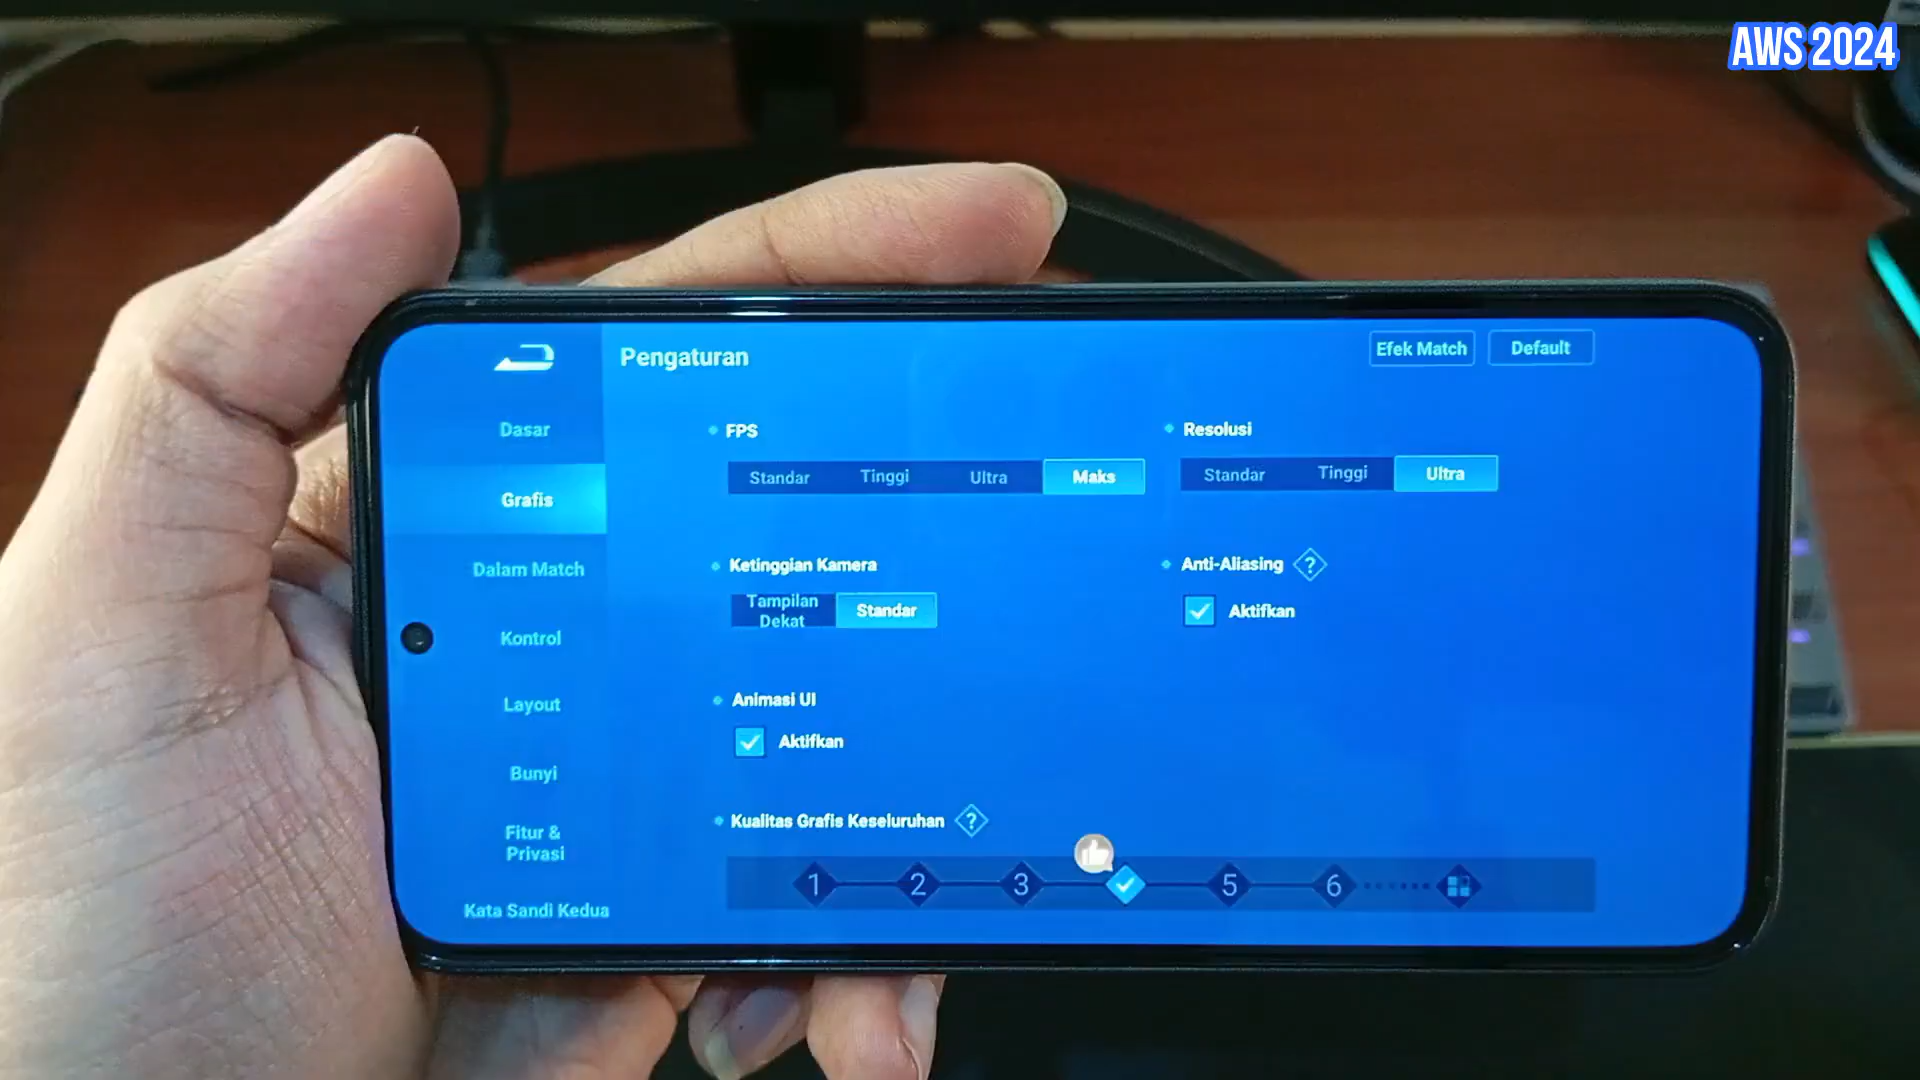 AWS 2024
Pengaturan
Efek Match
Default
Dasar
Grafis
Dalam Match
Kontrol
Layout
Bunyi
Fitur &
Privasi
Kata Sandi Kedua
FPS
Standar Tinggi Ultra Maks
Resolusi
Standar Tinggi Ultra
Ketinggian Kamera
Tampilan
Dekat
Standar
Anti-Aliasing ?
Aktifkan
Animasi UI
Aktifkan
Kualitas Grafis Keseluruhan ?
1 2 3 5 6